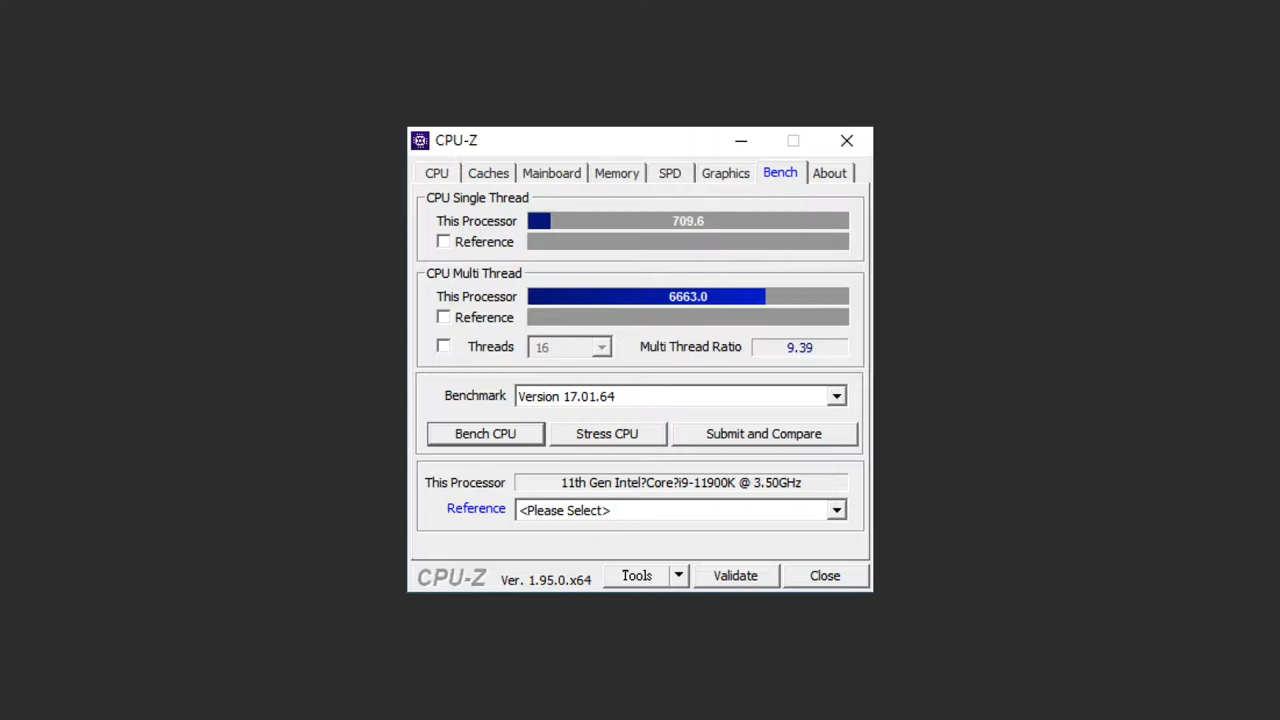 CPU-Z
CPU Caches Mainboard Memory SPD Graphics Bench About
CPU Single Thread
This Processor 709.6
Reference
CPU Multi Thread
This Processor 6663.0
Reference
Threads 16 Multi Thread Ratio 9.39
Benchmark Version 17.01.64
Bench CPU Stress CPU Submit and Compare
This Processor 11th Gen Intel?Core?i9-11900K @ 3.50GHz
Reference <Please Select>
CPU-Z Ver. 1.95.0.x64 Tools Validate Close